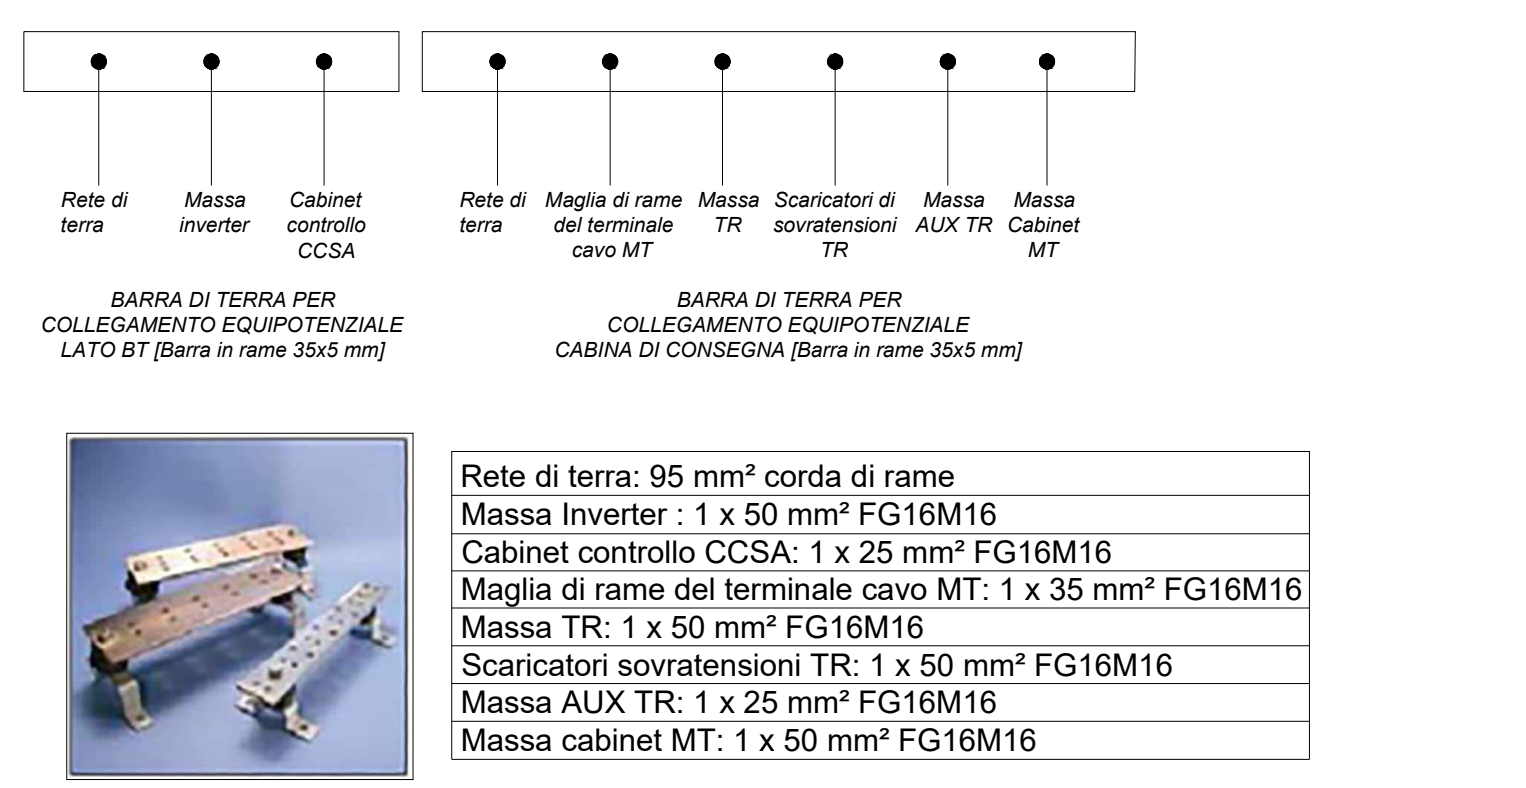 Rete di
terra
Massa
inverter
Cabinet
controllo
CCSA
Rete di
terra
Maglia di rame
del terminale
cavo MT
Massa
TR
Scaricatori di
sovratensioni
TR
Massa
AUX TR
Massa
Cabinet
MT
BARRA DI TERRA PER
COLLEGAMENTO EQUIPOTENZIALE
LATO BT [Barra in rame 35x5 mm]
BARRA DI TERRA PER
COLLEGAMENTO EQUIPOTENZIALE
CABINA DI CONSEGNA [Barra in rame 35x5 mm]
Rete di terra: 95 mm² corda di rame
Massa Inverter : 1 x 50 mm² FG16M16
Cabinet controllo CCSA: 1 x 25 mm² FG16M16
Maglia di rame del terminale cavo MT: 1 x 35 mm² FG16M16
Massa TR: 1 x 50 mm² FG16M16
Scaricatori sovratensioni TR: 1 x 50 mm² FG16M16
Massa AUX TR: 1 x 25 mm² FG16M16
Massa cabinet MT: 1 x 50 mm² FG16M16